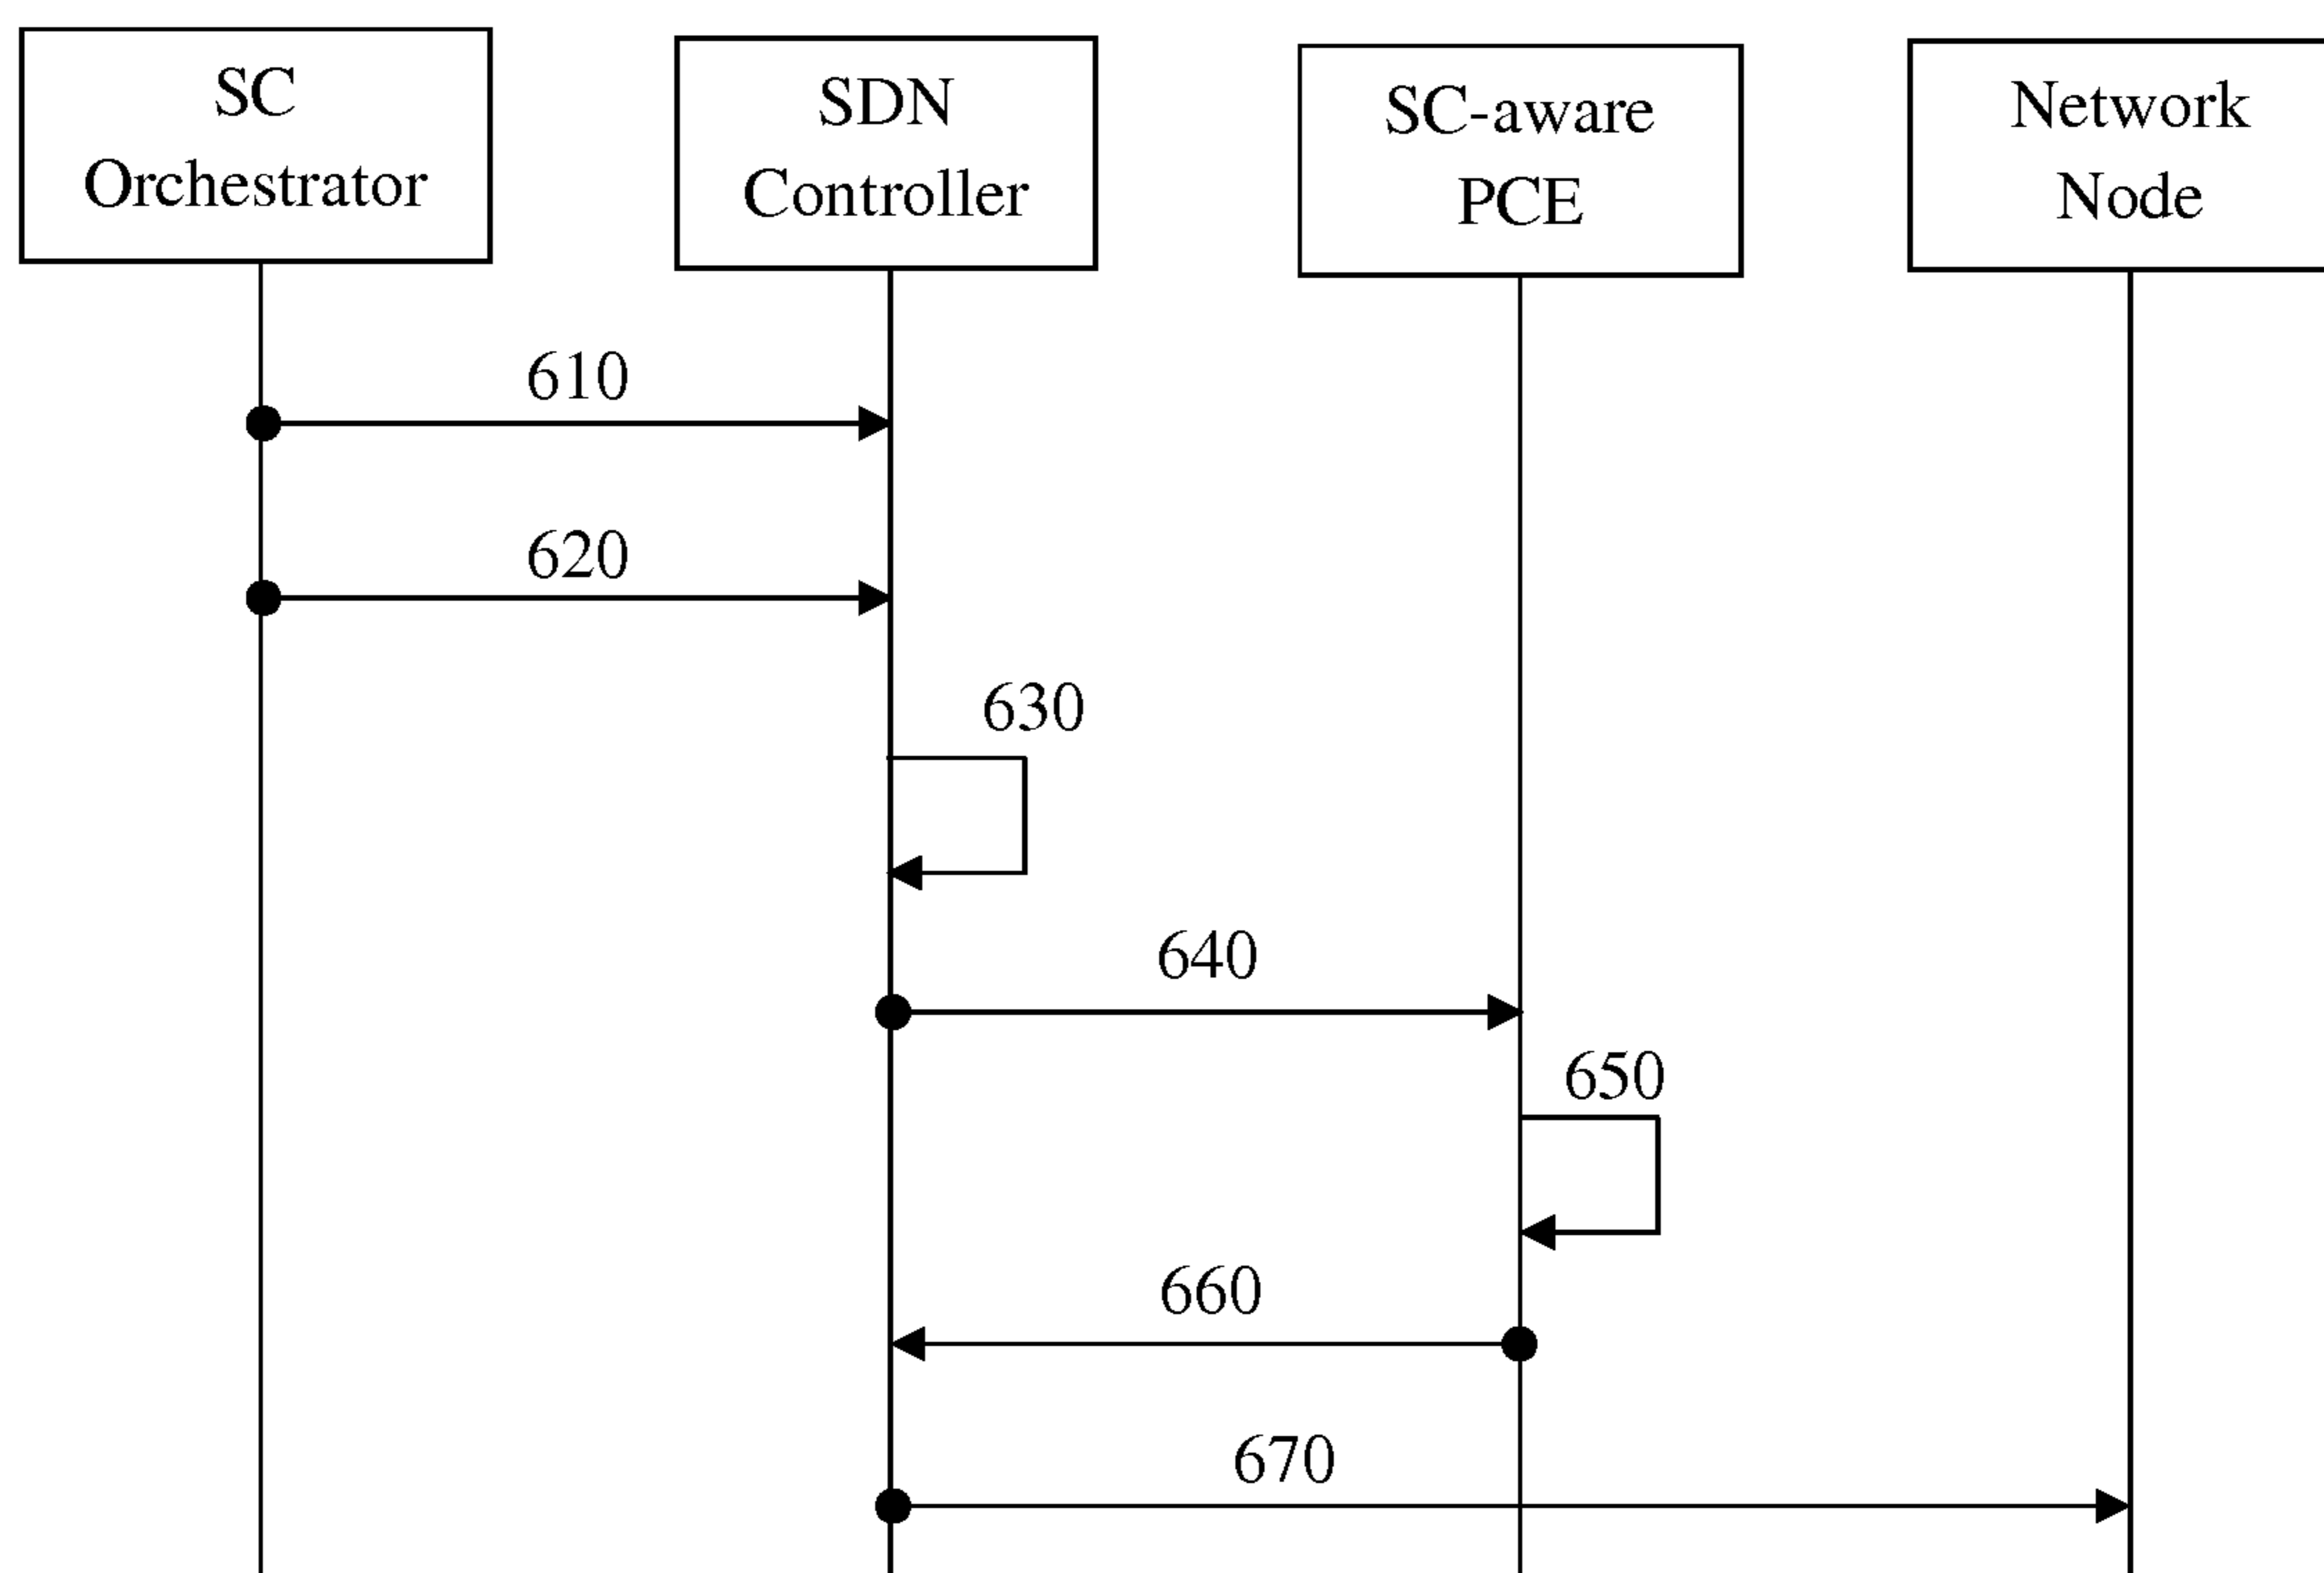 SC
Orchestrator
SDN
Controller
SC-aware
PCE
Network
Node
610
620
630
640
650
660
670